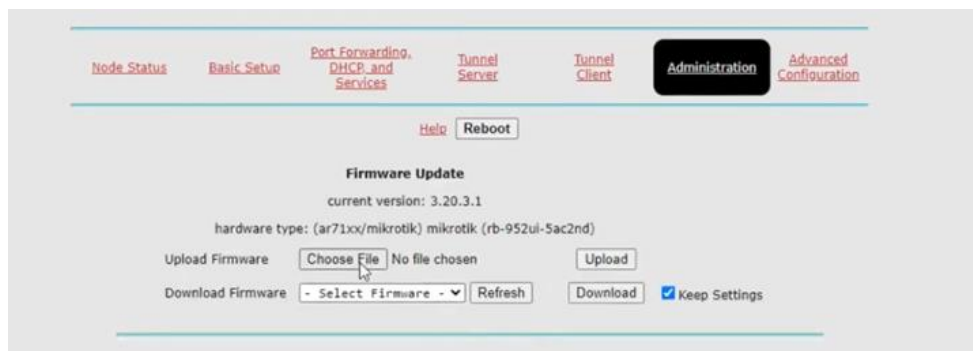 Node Status
Basic Setup
Port Forwarding,
DHCP, and
Services
Tunnel
Server
Tunnel
Client
Administration
Advanced
Configuration
Help Reboot
Firmware Update
current version: 3.20.3.1
hardware type: (ar71xx/mikrotik) mikrotik (rb-952ui-5ac2nd)
Upload Firmware Choose File No file chosen Upload
Download Firmware - Select Firmware - Refresh Download Keep Settings